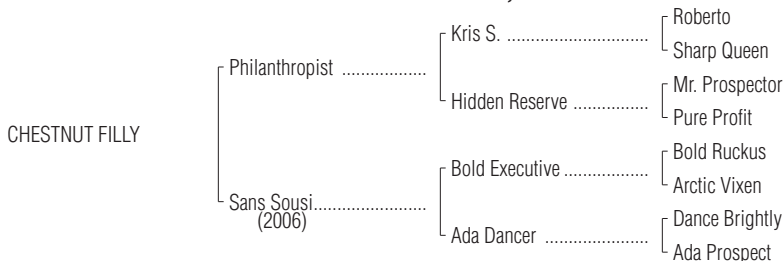 Roberto
Kris S. ..............................
Sharp Queen
Philanthropist ..................
Mr. Prospector
Hidden Reserve ................
Pure Profit
CHESTNUT FILLY
Bold Ruckus
Bold Executive ..................
Arctic Vixen
Sans Sousi........................
(2006)
Dance Brightly
Ada Dancer ......................
Ada Prospect